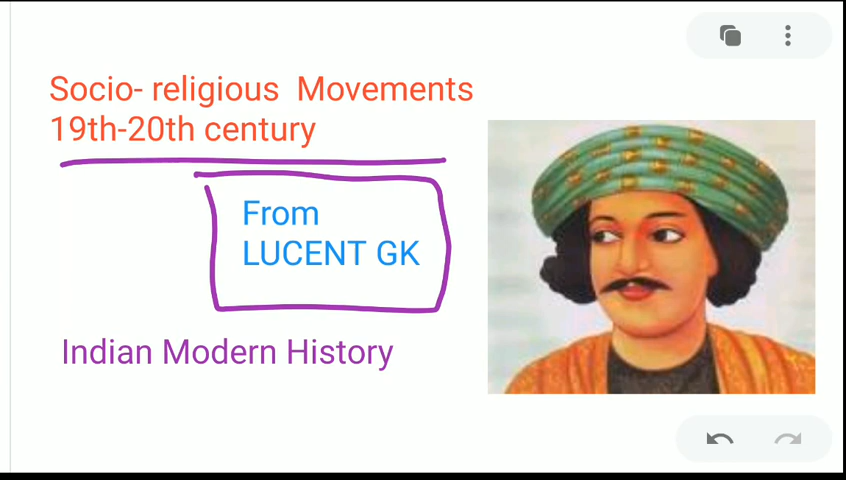 Socio- religious  Movements
19th-20th century
From
LUCENT GK
Indian Modern History